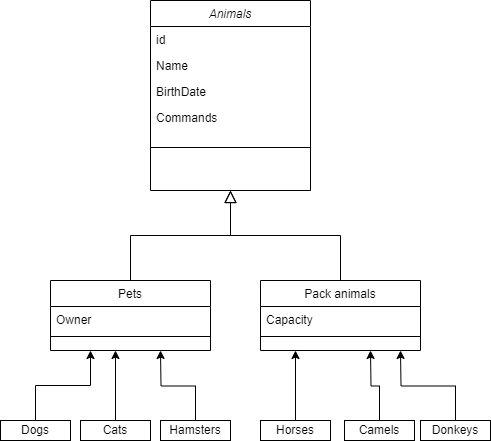 Animals
id
Name
BirthDate
Commands
Pets
Owner
Pack animals
Capacity
Dogs
Cats
Hamsters
Horses
Camels
Donkeys